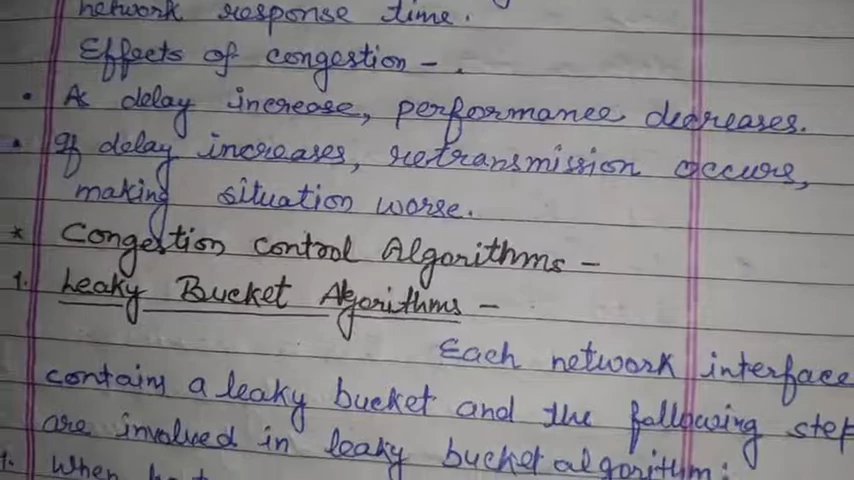 network response time.
Effects of congestion -.
• As delay increase, performance decreases.
• If delay increases, retransmission occurs,
making situation worse.
* Congestion control Algorithms -
1. Leaky Bucket Algorithms -
Each network interface
contains a leaky bucket and the following step
are involved in leaky bucket algorithm:
1. When